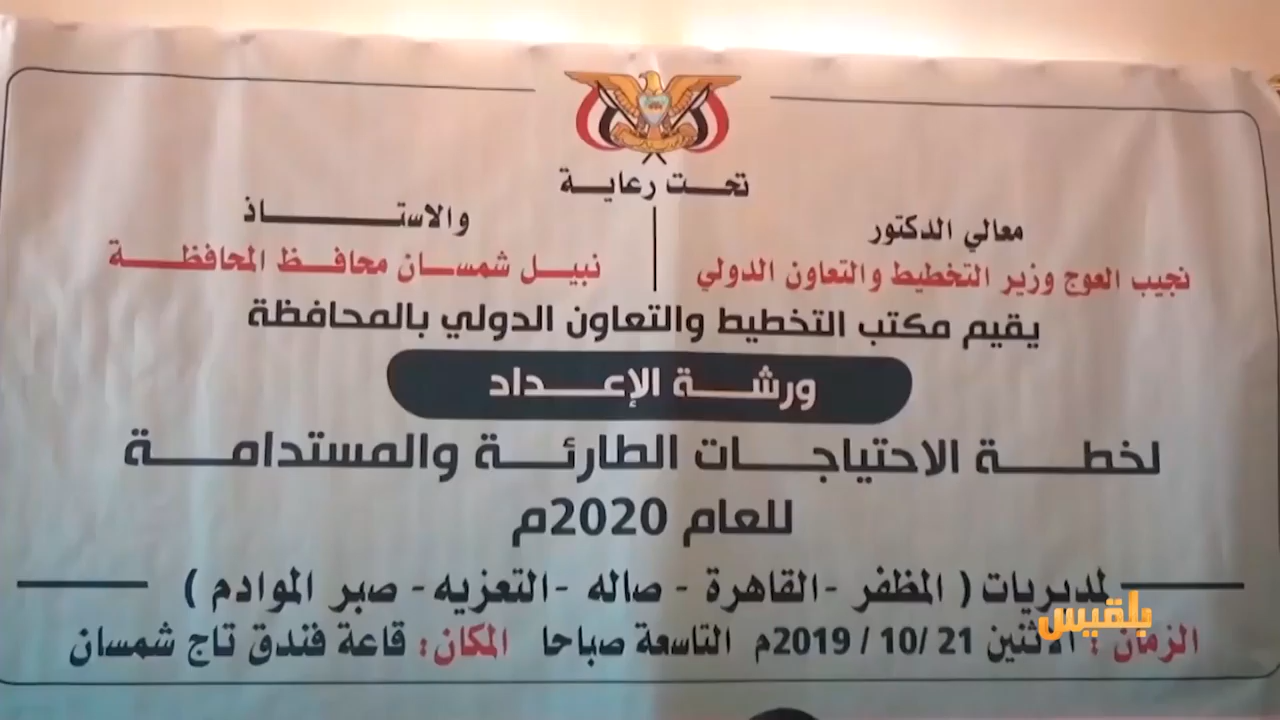 تحت رعاية
معالي الدكتور
نجيب العوج وزير التخطيط والتعاون الدولي
والاستاذ
نبيل شمسان محافظ المحافظة
يقيم مكتب التخطيط والتعاون الدولي بالمحافظة
ورشة الإعداد
لخطة الاحتياجات الطارئة والمستدامة
للعام 2020م
لمديريات ( المظفر - القاهرة - صاله - التعزيه - صبر الموادم )
الزمان : الاثنين 21 /10 / 2019م التاسعة صباحا المكان : قاعة فندق تاج شمسان
بلقيس